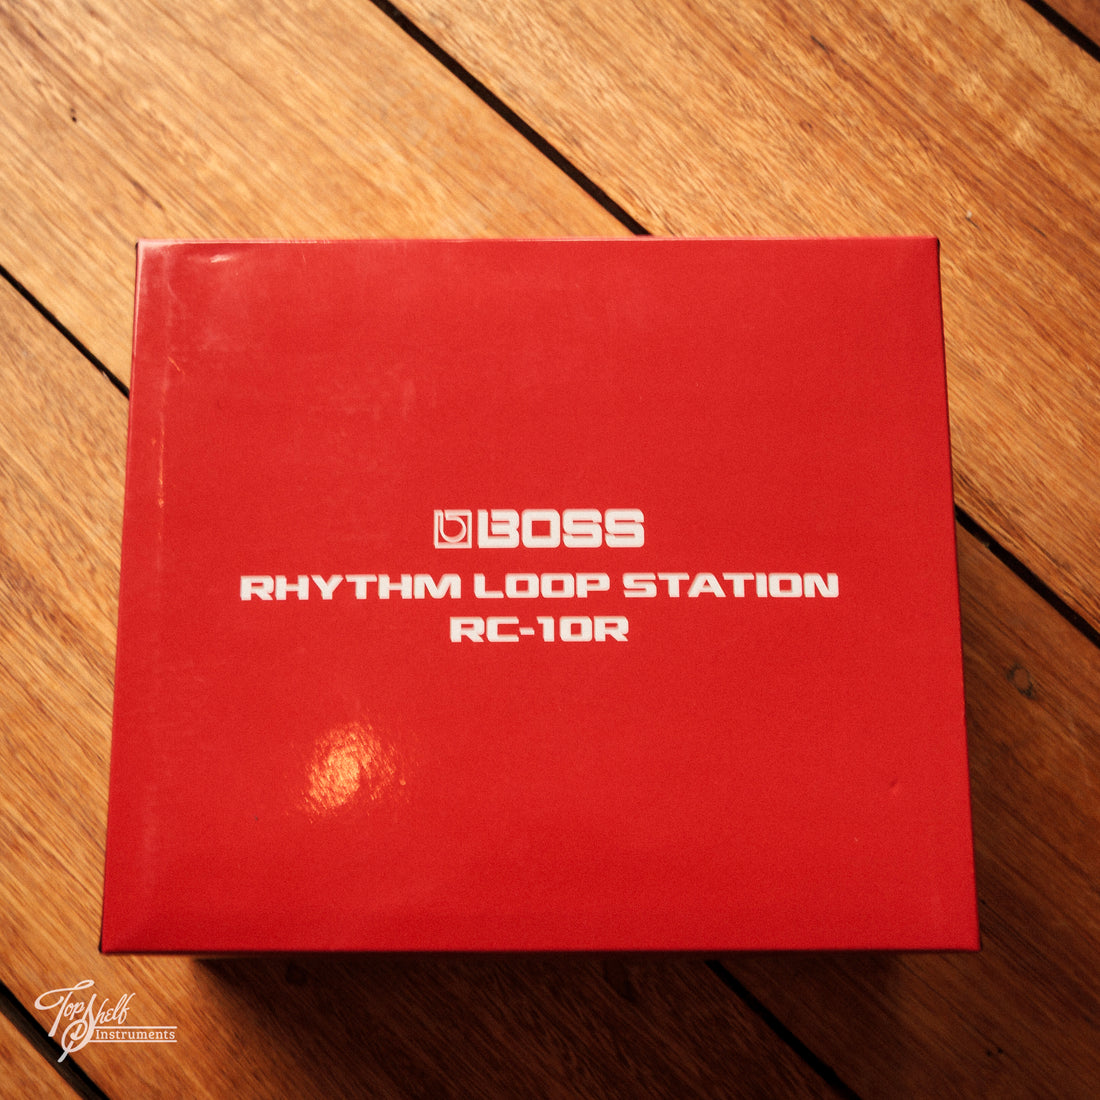 BOSS
RHYTHM LOOP STATION
RC-10R
Top Shelf
Instruments